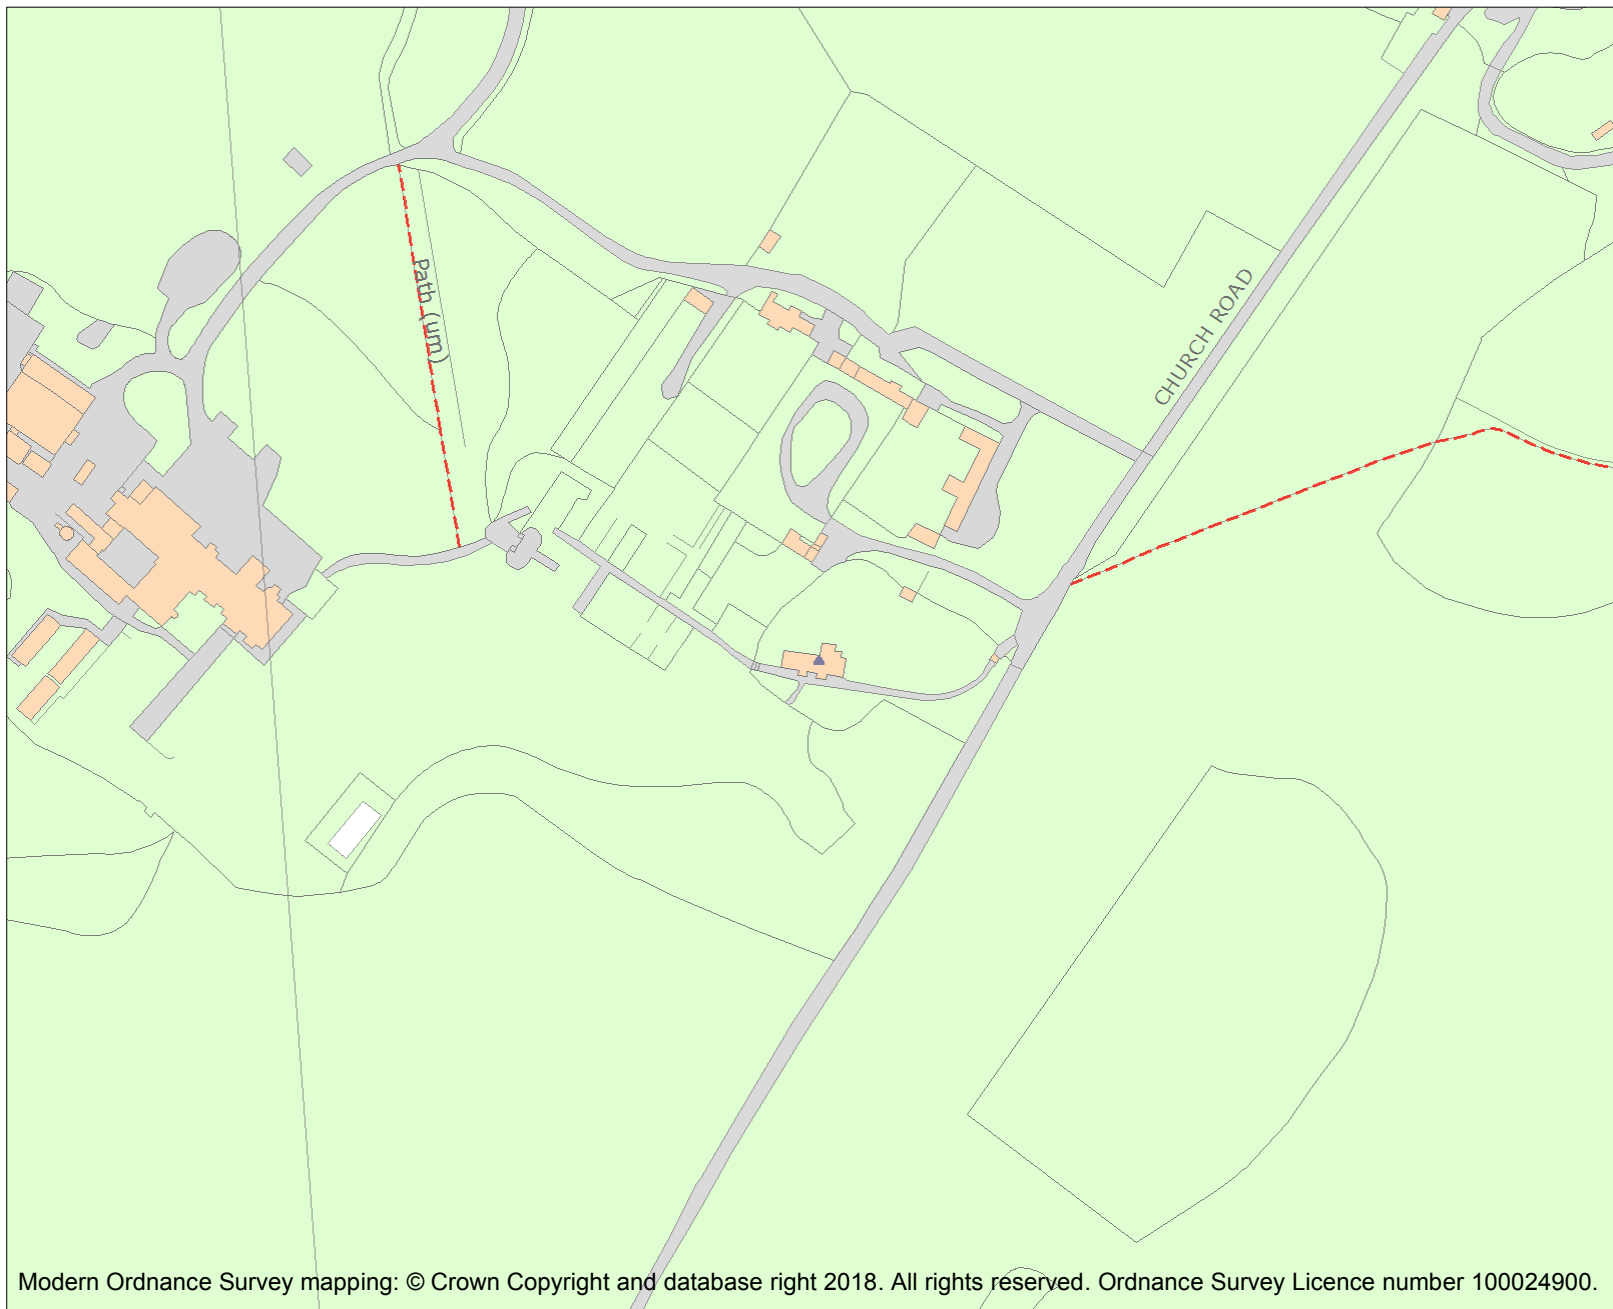 Path (um)
CHURCH ROAD
Modern Ordnance Survey mapping: © Crown Copyright and database right 2018. All rights reserved. Ordnance Survey Licence number 100024900.